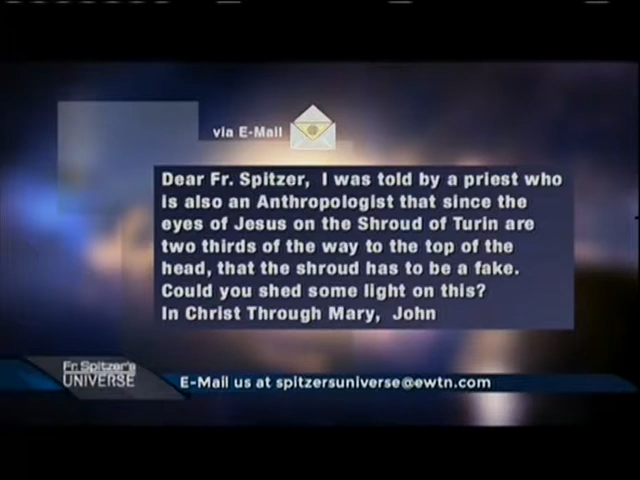 via E-Mail
Dear Fr. Spitzer, I was told by a priest who
is also an Anthropologist that since the
eyes of Jesus on the Shroud of Turin are
two thirds of the way to the top of the
head, that the shroud has to be a fake.
Could you shed some light on this?
In Christ Through Mary, John
Fr. Spitzer's
UNIVERSE
E-Mail us at spitzersuniverse@ewtn.com